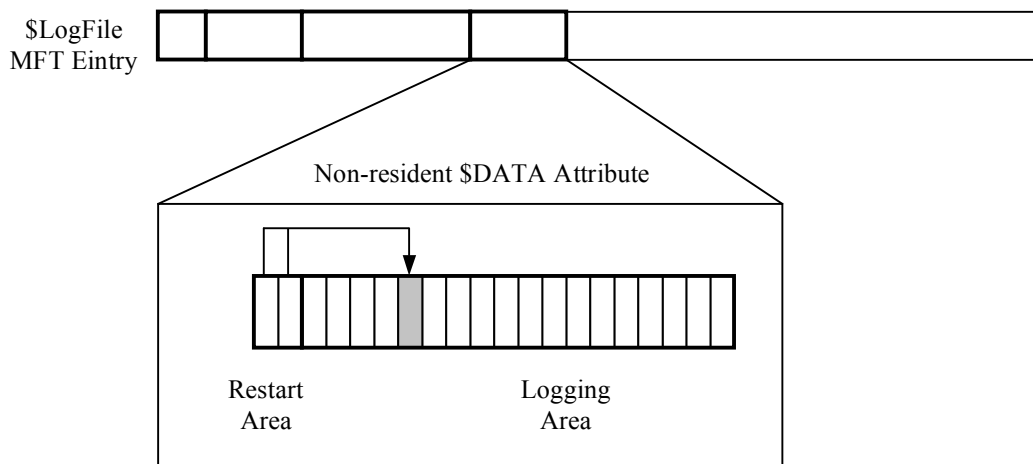 $LogFile
MFT Eintry
Non-resident $DATA Attribute
Restart
Area
Logging
Area